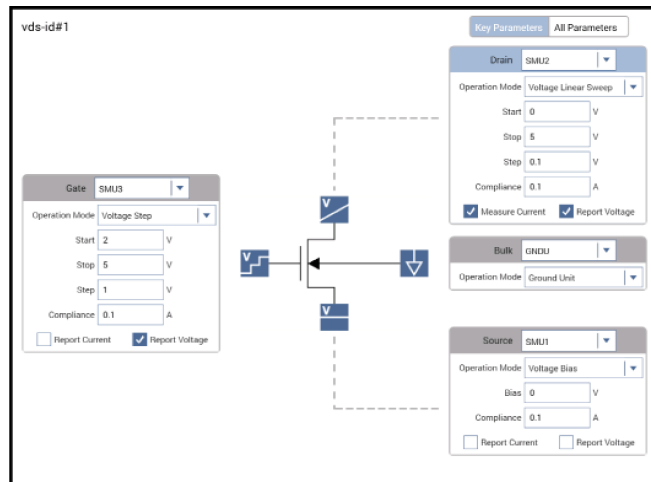 vds-id#1
Key Parameters All Parameters
Drain SMU2
Operation Mode Voltage Linear Sweep
Start 0 V
Stop 5 V
Step 0.1 V
Compliance 0.1 A
Measure Current Report Voltage
Gate SMU3
Operation Mode Voltage Step
Start 2 V
Stop 5 V
Step 1 V
Compliance 0.1 A
Report Current Report Voltage
V
V
V
Bulk GNDU
Operation Mode Ground Unit
Source SMU1
Operation Mode Voltage Bias
Bias 0 V
Compliance 0.1 A
Report Current Report Voltage